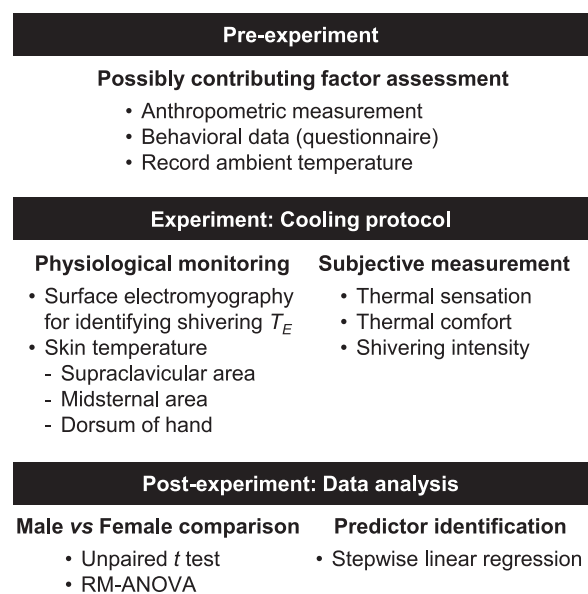 Pre-experiment
Possibly contributing factor assessment
• Anthropometric measurement
• Behavioral data (questionnaire)
• Record ambient temperature
Experiment: Cooling protocol
Physiological monitoring
• Surface electromyography
for identifying shivering T_E
• Skin temperature
- Supraclavicular area
- Midsternal area
- Dorsum of hand
Subjective measurement
• Thermal sensation
• Thermal comfort
• Shivering intensity
Post-experiment: Data analysis
Male vs Female comparison
• Unpaired t test
• RM-ANOVA
Predictor identification
• Stepwise linear regression